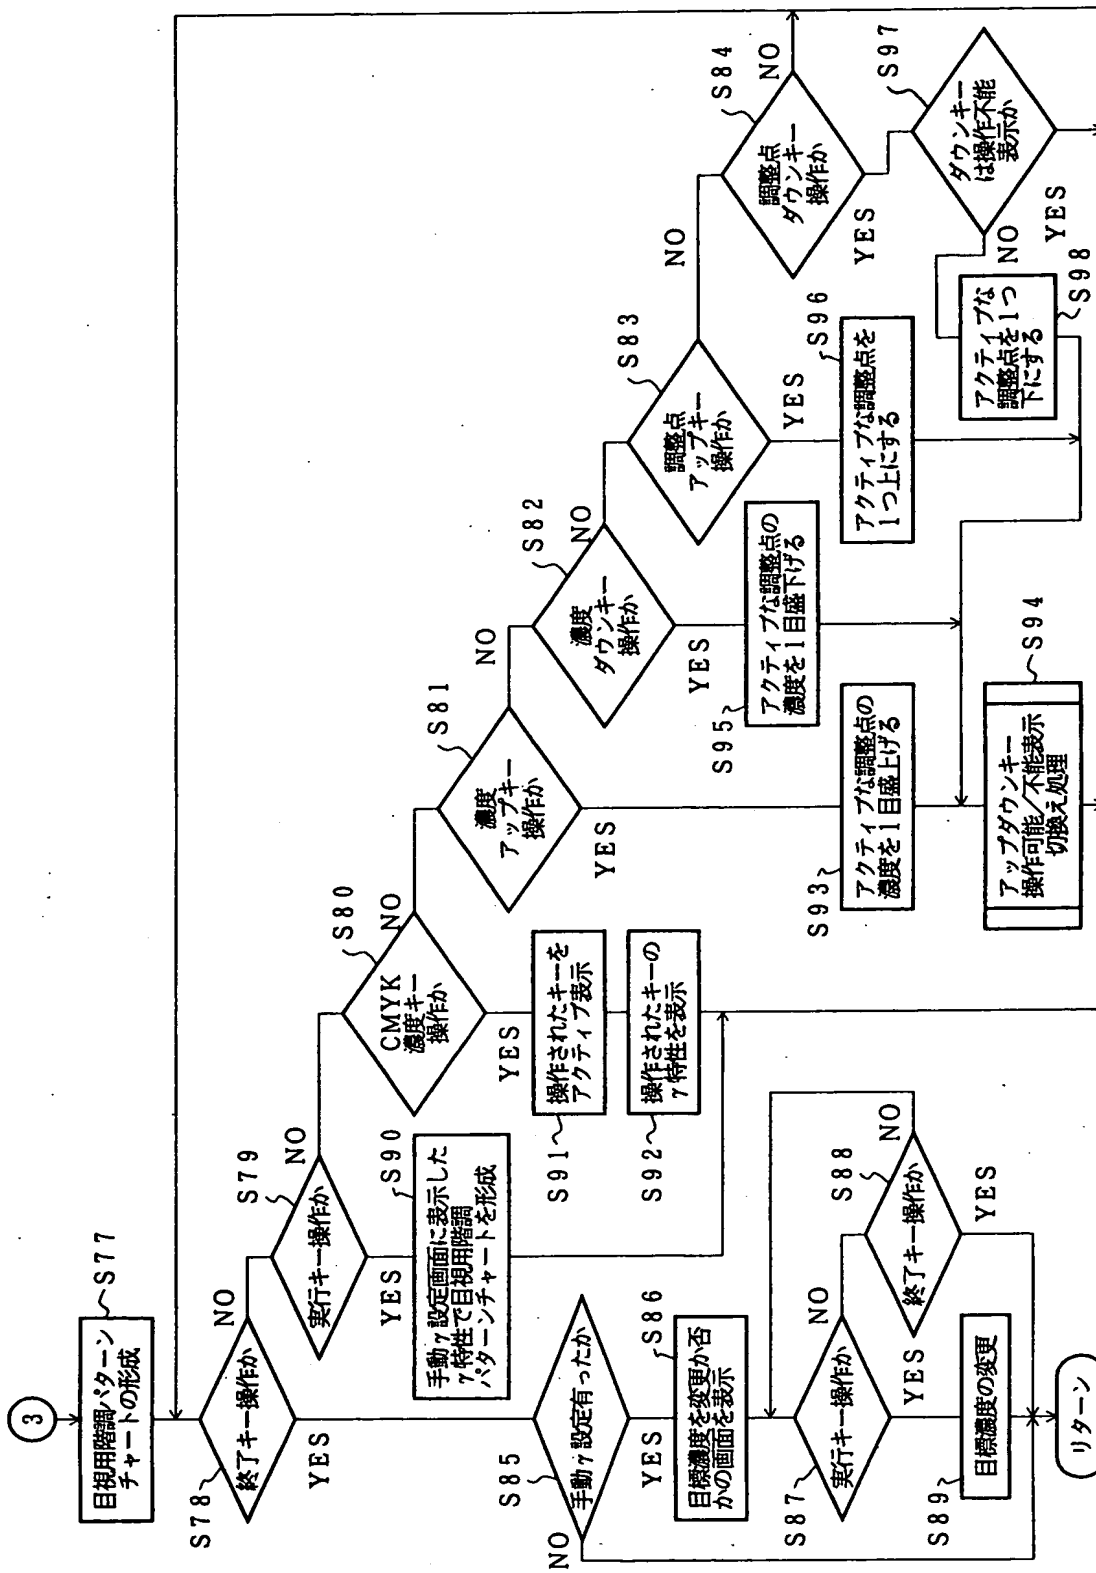 3
目視用階調パターン
チャートの形成
S77
終了キー操作か
S78
NO
YES
実行キー操作か
S79
NO
YES
手動γ設定画面に表示した
γ特性で目視用階調
パターンチャートを形成
S90
CMYK
濃度キー
操作か
S80
NO
YES
操作されたキーを
アクティブ表示
S91
操作されたキーの
γ特性を表示
S92
濃度
アップキー
操作か
S81
NO
YES
アクティブな調整点の
濃度を1目盛上げる
S93
アップダウンキー
操作可能/不能表示
切換え処理
S94
濃度
ダウンキー
操作か
S82
NO
YES
アクティブな調整点の
濃度を1目盛下げる
S95
調整点
アップキー
操作か
S83
NO
YES
アクティブな調整点を
1つ上にする
S96
調整点
ダウンキー
操作か
S84
NO
YES
ダウンキー
は操作不能
表示か
S97
NO
YES
アクティブな
調整点を1つ
下にする
S98
手動γ設定有ったか
S85
NO
YES
目標濃度を変更か否
かの画面を表示
S86
実行キー操作か
S87
NO
YES
終了キー操作か
S88
NO
YES
目標濃度の変更
S89
リターン